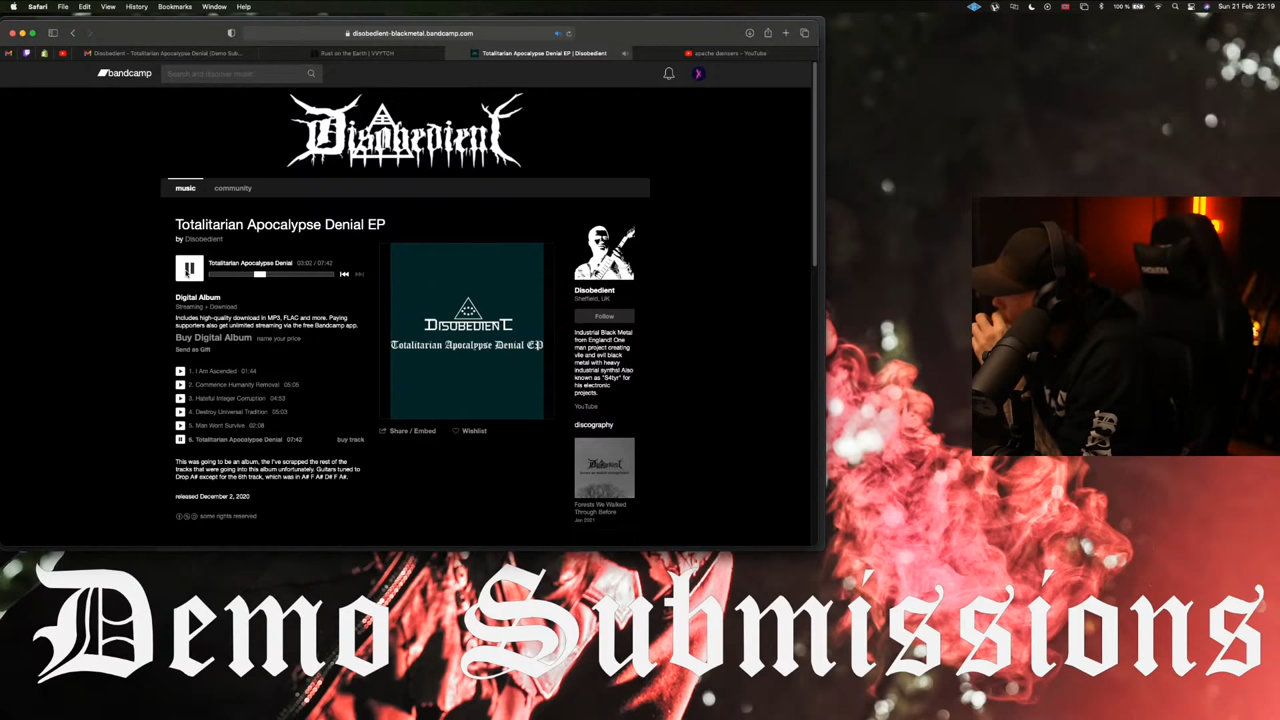 Safari File Edit View History Bookmarks Window Help
100 % Sun 21 Feb 22:19
disobedient-blackmetal.bandcamp.com
Disobedient - Totalitarian Apocalypse Denial (Demo Sub...
Rust on the Earth | VVYTCH
Totalitarian Apocalypse Denial EP | Disobedient
apache dancers - YouTube
bandcamp
Search and discover music
Disobedient
music community
Totalitarian Apocalypse Denial EP
by Disobedient
Totalitarian Apocalypse Denial 03:02 / 07:42
Digital Album
Streaming + Download
Includes high-quality download in MP3, FLAC and more. Paying
supporters also get unlimited streaming via the free Bandcamp app.
Buy Digital Album name your price
Send as Gift
1. I Am Ascended 01:44
2. Commence Humanity Removal 05:05
3. Hateful Integer Corruption 04:53
4. Destroy Universal Tradition 05:03
5. Man Wont Survive 02:08
6. Totalitarian Apocalypse Denial 07:42 buy track
This was going to be an album, the I've scrapped the rest of the
tracks that were going into this album unfortunately. Guitars tuned to
Drop A# except for the 6th track, which was in A# F A# D# F A#.
released December 2, 2020
some rights reserved
DISOBEDIENT
Totalitarian Apocalypse Denial EP
Share / Embed Wishlist
Disobedient
Sheffield, UK
Follow
Industrial Black Metal
from England! One
man project creating
vile and evil black
metal with heavy
industrial synths! Also
known as "S4tyr" for
his electronic
projects.
YouTube
discography
Forests We Walked
Through Before
Jan 2021
Demo Submissions